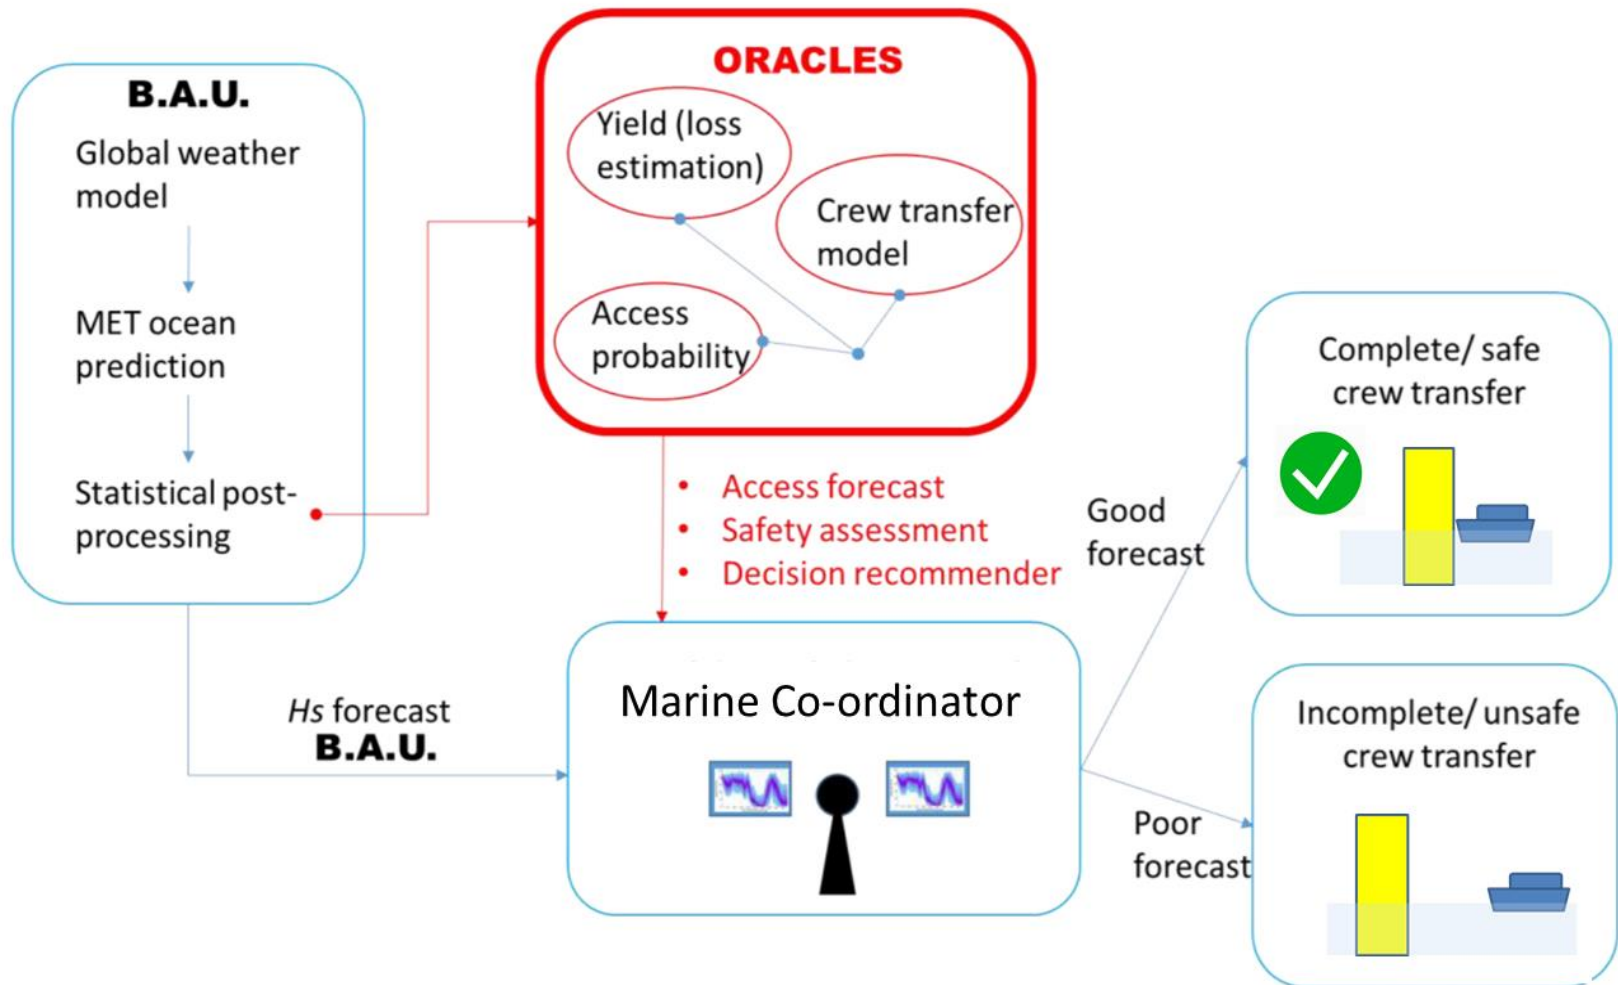 B.A.U.
Global weather
model
MET ocean
prediction
Statistical post-
processing
ORACLES
Yield (loss
estimation)
Crew transfer
model
Access
probability
• Access forecast
• Safety assessment
• Decision recommender
Hs forecast
B.A.U.
Marine Co-ordinator
Good
forecast
Poor
forecast
Complete/ safe
crew transfer
Incomplete/ unsafe
crew transfer